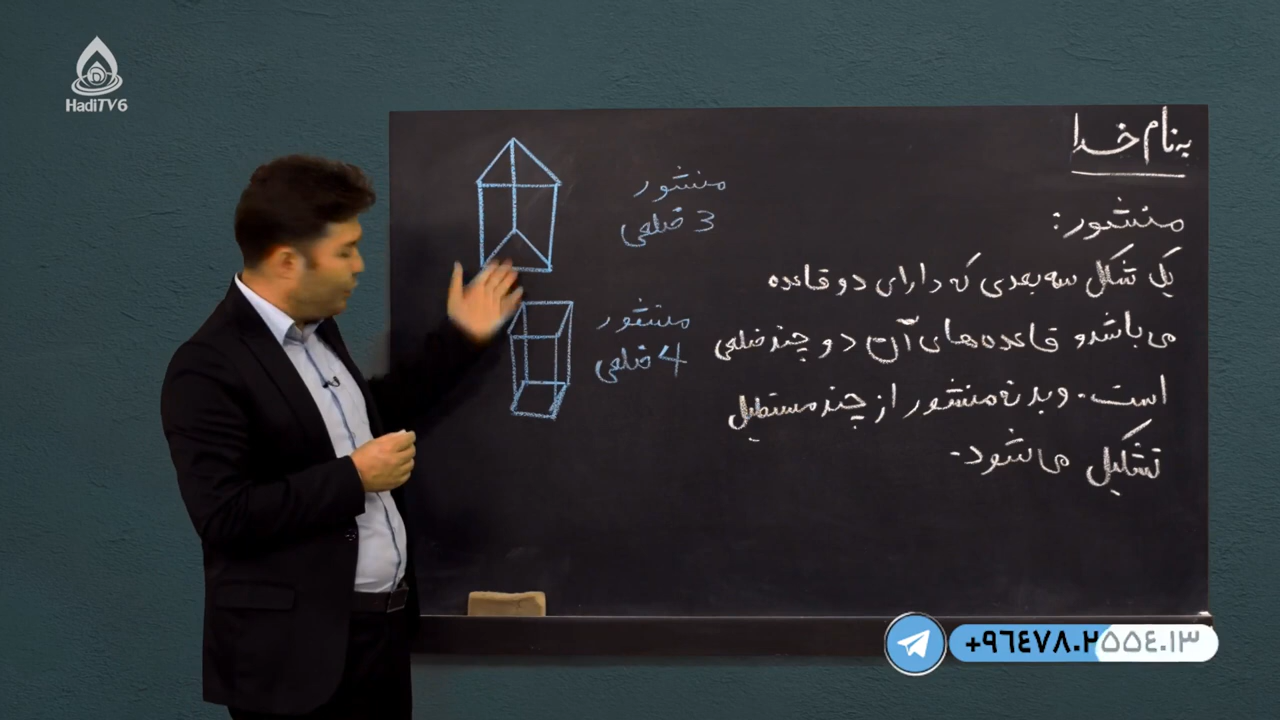 HadiTV6
به نام خدا
منشور:
یک شکل سه بعدی که دارای دو قاعده
می باشد و قاعده های آن دو چند ضلعی
است. و بدنه منشور از چند مستطیل
تشکیل می شود.
منشور
3 ضلعی
منشور
4 ضلعی
+٩٦٤٧٨٠٢٥٥٤٠١٣